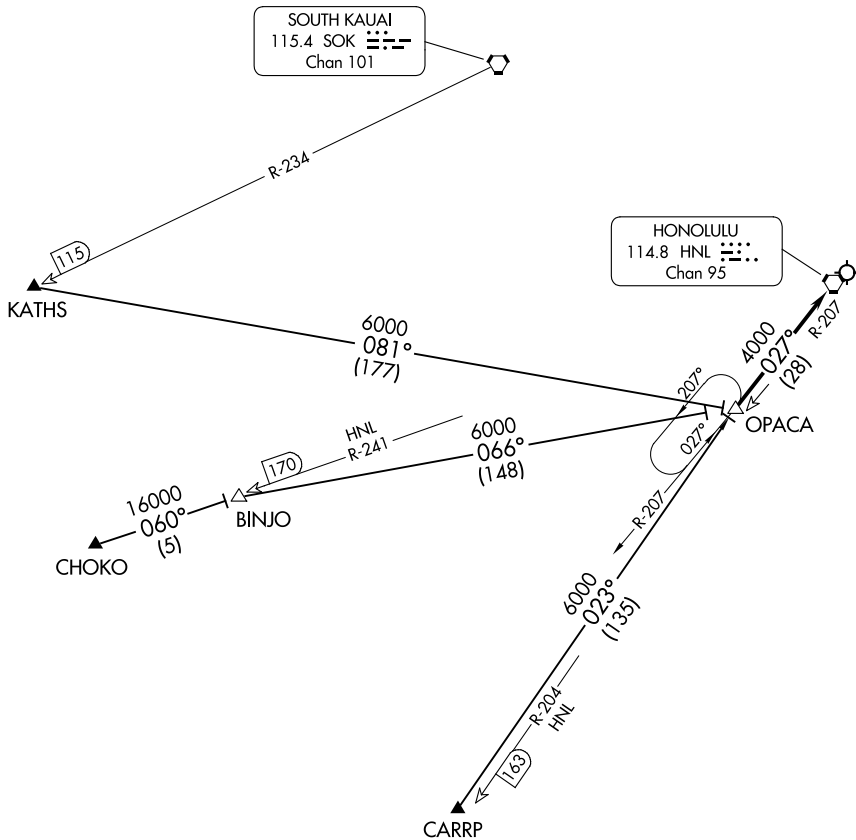 SOUTH KAUAI
115.4 SOK
Chan 101
R-234
115
KATHS
HONOLULU
114.8 HNL
Chan 95
R-207
4000
027°
(28)
6000
081°
(177)
207°
027°
OPACA
HNL
R-241
170
6000
066°
(148)
16000
060°
(5)
BINJO
CHOKO
R-207
6000
023°
(135)
R-204
HNL
163
CARRP